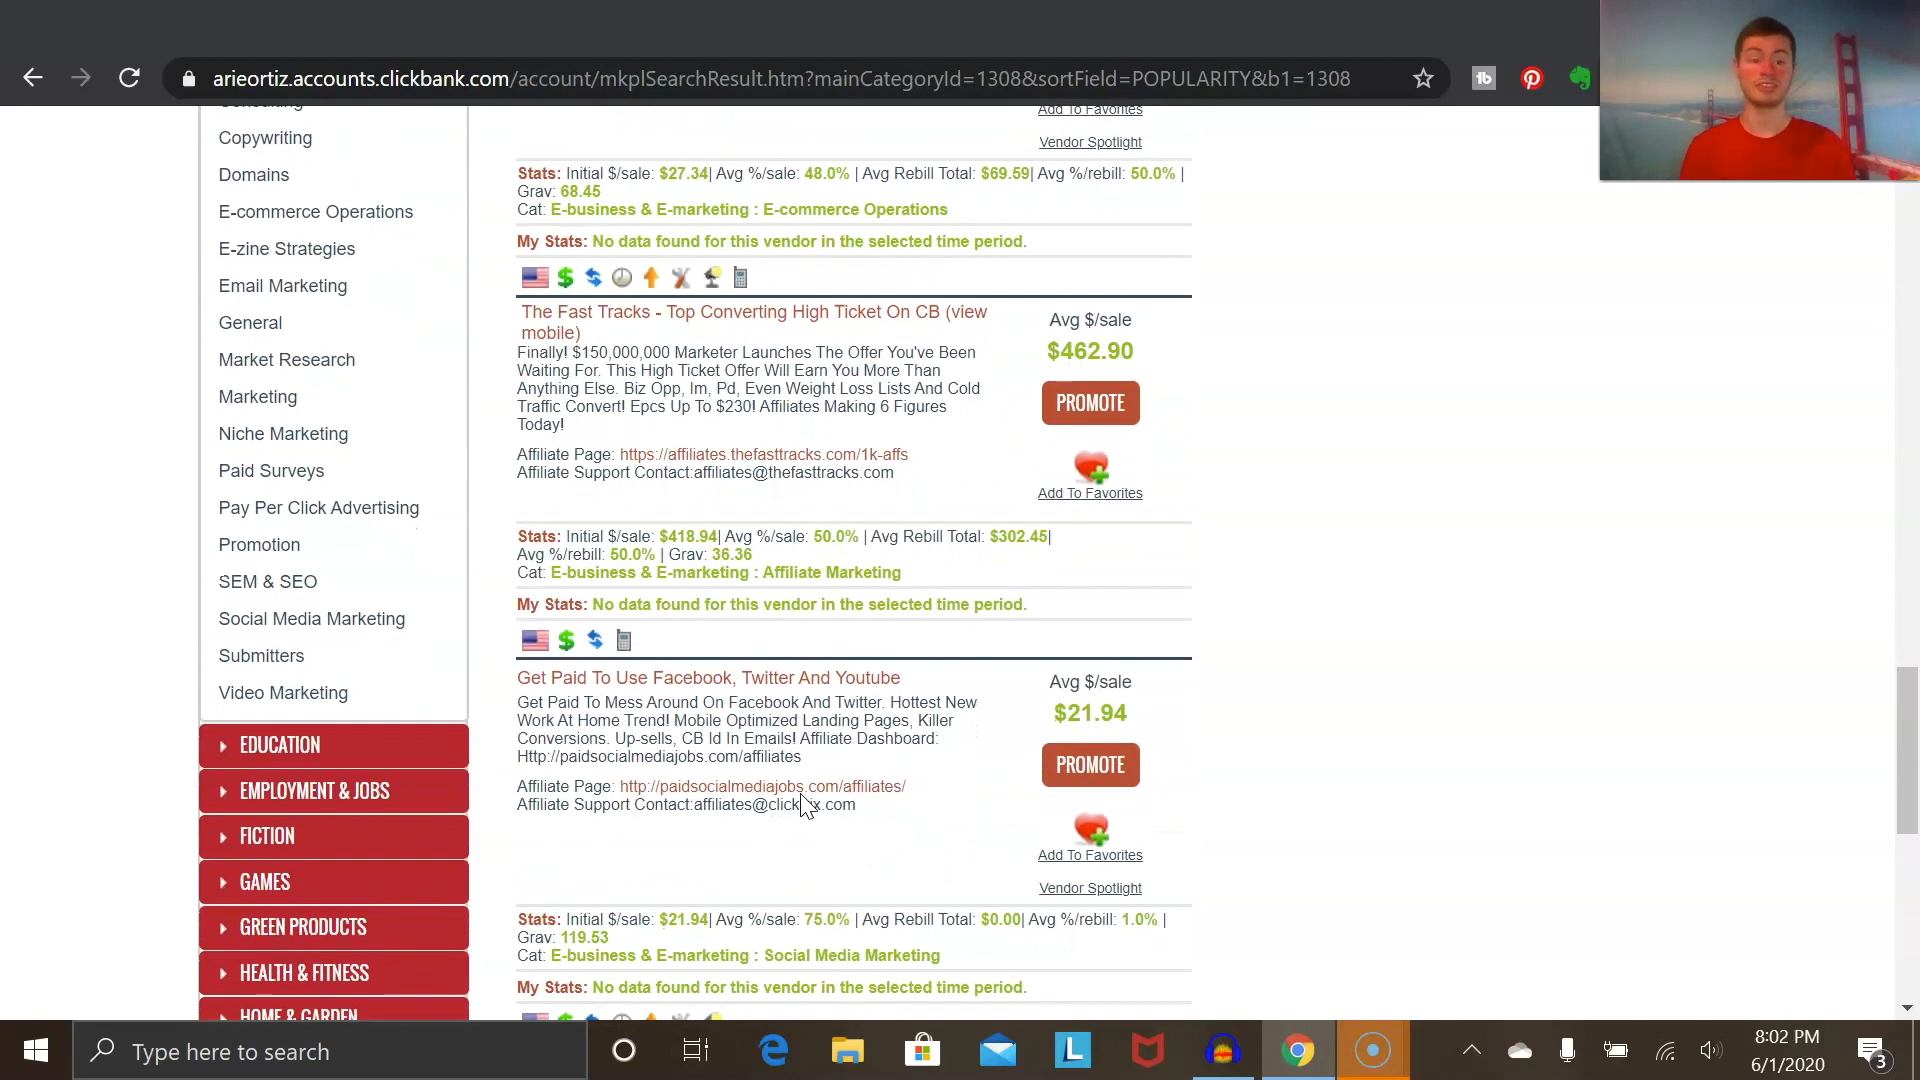 arieortiz.accounts.clickbank.com/account/mkplSearchResult.htm?mainCategoryId=1308&sortField=POPULARITY&b1=1308
Consulting
Copywriting
Domains
E-commerce Operations
E-zine Strategies
Email Marketing
General
Market Research
Marketing
Niche Marketing
Paid Surveys
Pay Per Click Advertising
Promotion
SEM & SEO
Social Media Marketing
Submitters
Video Marketing
EDUCATION
EMPLOYMENT & JOBS
FICTION
GAMES
GREEN PRODUCTS
HEALTH & FITNESS
HOME & GARDEN
Add To Favorites
Vendor Spotlight
Stats: Initial $/sale: $27.34| Avg %/sale: 48.0% | Avg Rebill Total: $69.59| Avg %/rebill: 50.0% |
Grav: 68.45
Cat: E-business & E-marketing : E-commerce Operations
My Stats: No data found for this vendor in the selected time period.
The Fast Tracks - Top Converting High Ticket On CB (view
mobile)
Finally! $150,000,000 Marketer Launches The Offer You've Been
Waiting For. This High Ticket Offer Will Earn You More Than
Anything Else. Biz Opp, Im, Pd, Even Weight Loss Lists And Cold
Traffic Convert! Epcs Up To $230! Affiliates Making 6 Figures
Today!
Affiliate Page: https://affiliates.thefasttracks.com/1k-affs
Affiliate Support Contact:affiliates@thefasttracks.com
Avg $/sale
$462.90
PROMOTE
Add To Favorites
Stats: Initial $/sale: $418.94| Avg %/sale: 50.0% | Avg Rebill Total: $302.45|
Avg %/rebill: 50.0% | Grav: 36.36
Cat: E-business & E-marketing : Affiliate Marketing
My Stats: No data found for this vendor in the selected time period.
Get Paid To Use Facebook, Twitter And Youtube
Get Paid To Mess Around On Facebook And Twitter. Hottest New
Work At Home Trend! Mobile Optimized Landing Pages, Killer
Conversions. Up-sells, CB Id In Emails! Affiliate Dashboard:
Http://paidsocialmediajobs.com/affiliates
Affiliate Page: http://paidsocialmediajobs.com/affiliates/
Affiliate Support Contact:
Avg $/sale
$21.94
PROMOTE
Add To Favorites
Vendor Spotlight
Stats: Initial $/sale: $21.94| Avg %/sale: 75.0% | Avg Rebill Total: $0.00| Avg %/rebill: 1.0% |
Grav: 119.53
Cat: E-business & E-marketing : Social Media Marketing
My Stats: No data found for this vendor in the selected time period.
Type here to search
8:02 PM
6/1/2020
3